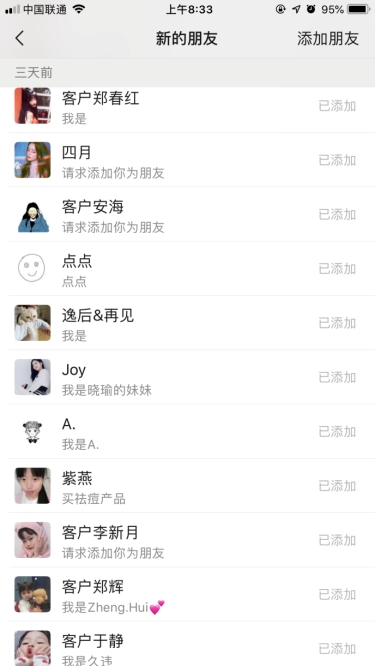 中国联通 上午8:33 95%
新的朋友 添加朋友
三天前
客户郑春红 已添加
我是
四月 已添加
请求添加你为朋友
客户安海 已添加
请求添加你为朋友
点点 已添加
点点
逸后&再见 已添加
我是
Joy 已添加
我是晓瑜的妹妹
A. 已添加
我是A.
紫燕 已添加
买祛痘产品
客户李新月 已添加
请求添加你为朋友
客户郑辉 已添加
我是Zheng.Hui💕
客户于静 已添加
我是久违